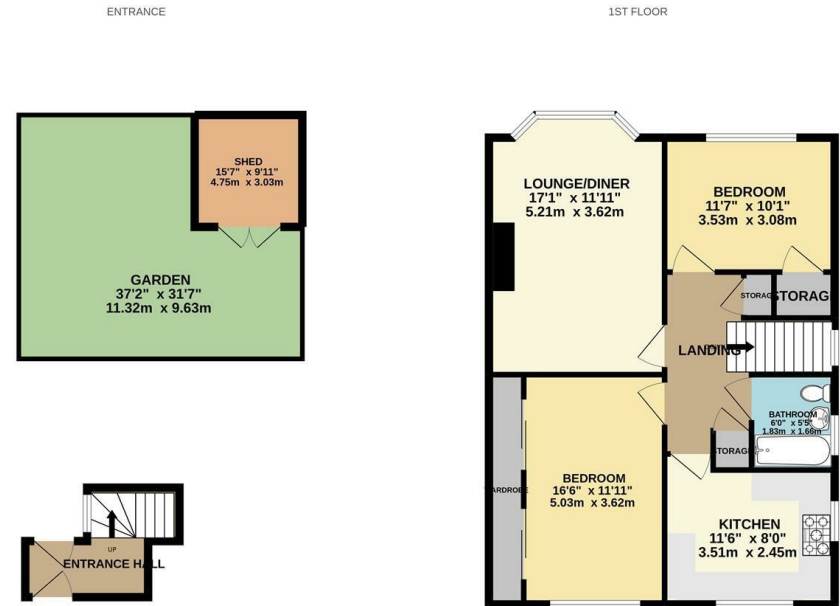 ENTRANCE
1ST FLOOR
SHED
15'7" x 9'11"
4.75m x 3.03m
GARDEN
37'2" x 31'7"
11.32m x 9.63m
UP
ENTRANCE HALL
LOUNGE/DINER
17'1" x 11'11"
5.21m x 3.62m
BEDROOM
11'7" x 10'1"
3.53m x 3.08m
STORAGE
STORAGE
LANDING
BATHROOM
6'0" x 5'5"
1.83m x 1.66m
STORAGE
WARDROBE
BEDROOM
16'6" x 11'11"
5.03m x 3.62m
KITCHEN
11'6" x 8'0"
3.51m x 2.45m